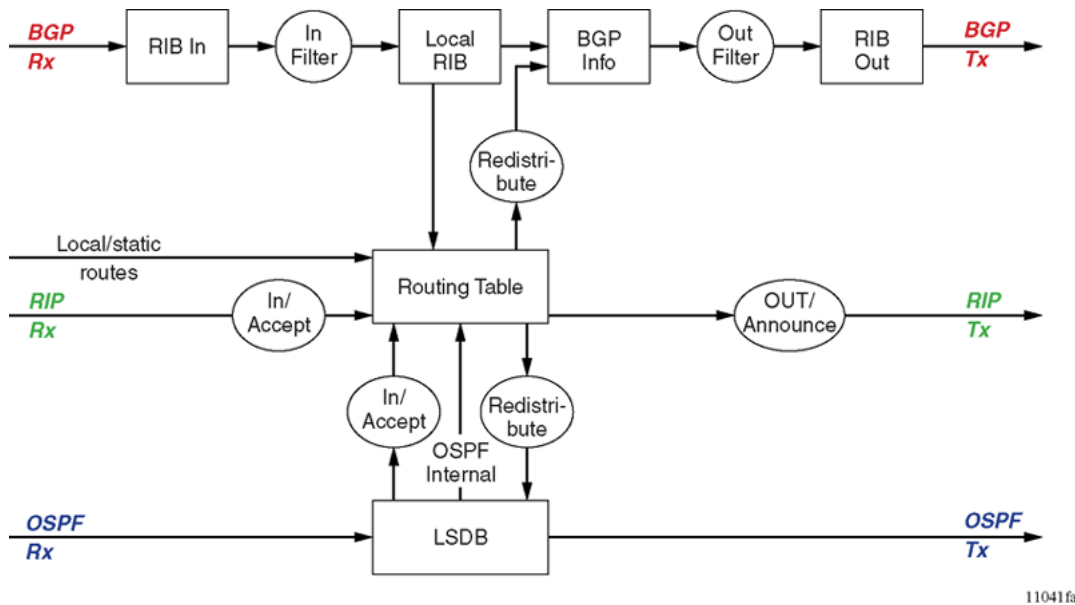 BGP
Rx
RIB In
In
Filter
Local
RIB
BGP
Info
Out
Filter
RIB
Out
BGP
Tx
Redistri-
bute
Local/static
routes
Routing Table
RIP
Rx
In/
Accept
OUT/
Announce
RIP
Tx
In/
Accept
OSPF
Internal
Redistri-
bute
OSPF
Rx
LSDB
OSPF
Tx
11041fa